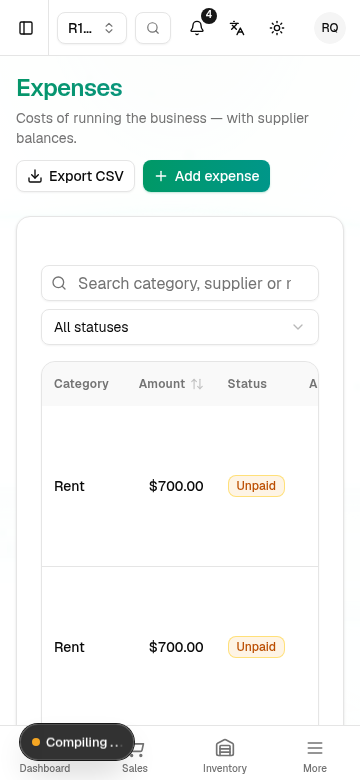 R1...
4
RQ
Expenses
Costs of running the business — with supplier
balances.
Export CSV
Add expense
Search category, supplier or r
All statuses
Category Amount Status A
Rent $700.00 Unpaid
Rent $700.00 Unpaid
Compiling ...
Dashboard Sales Inventory More